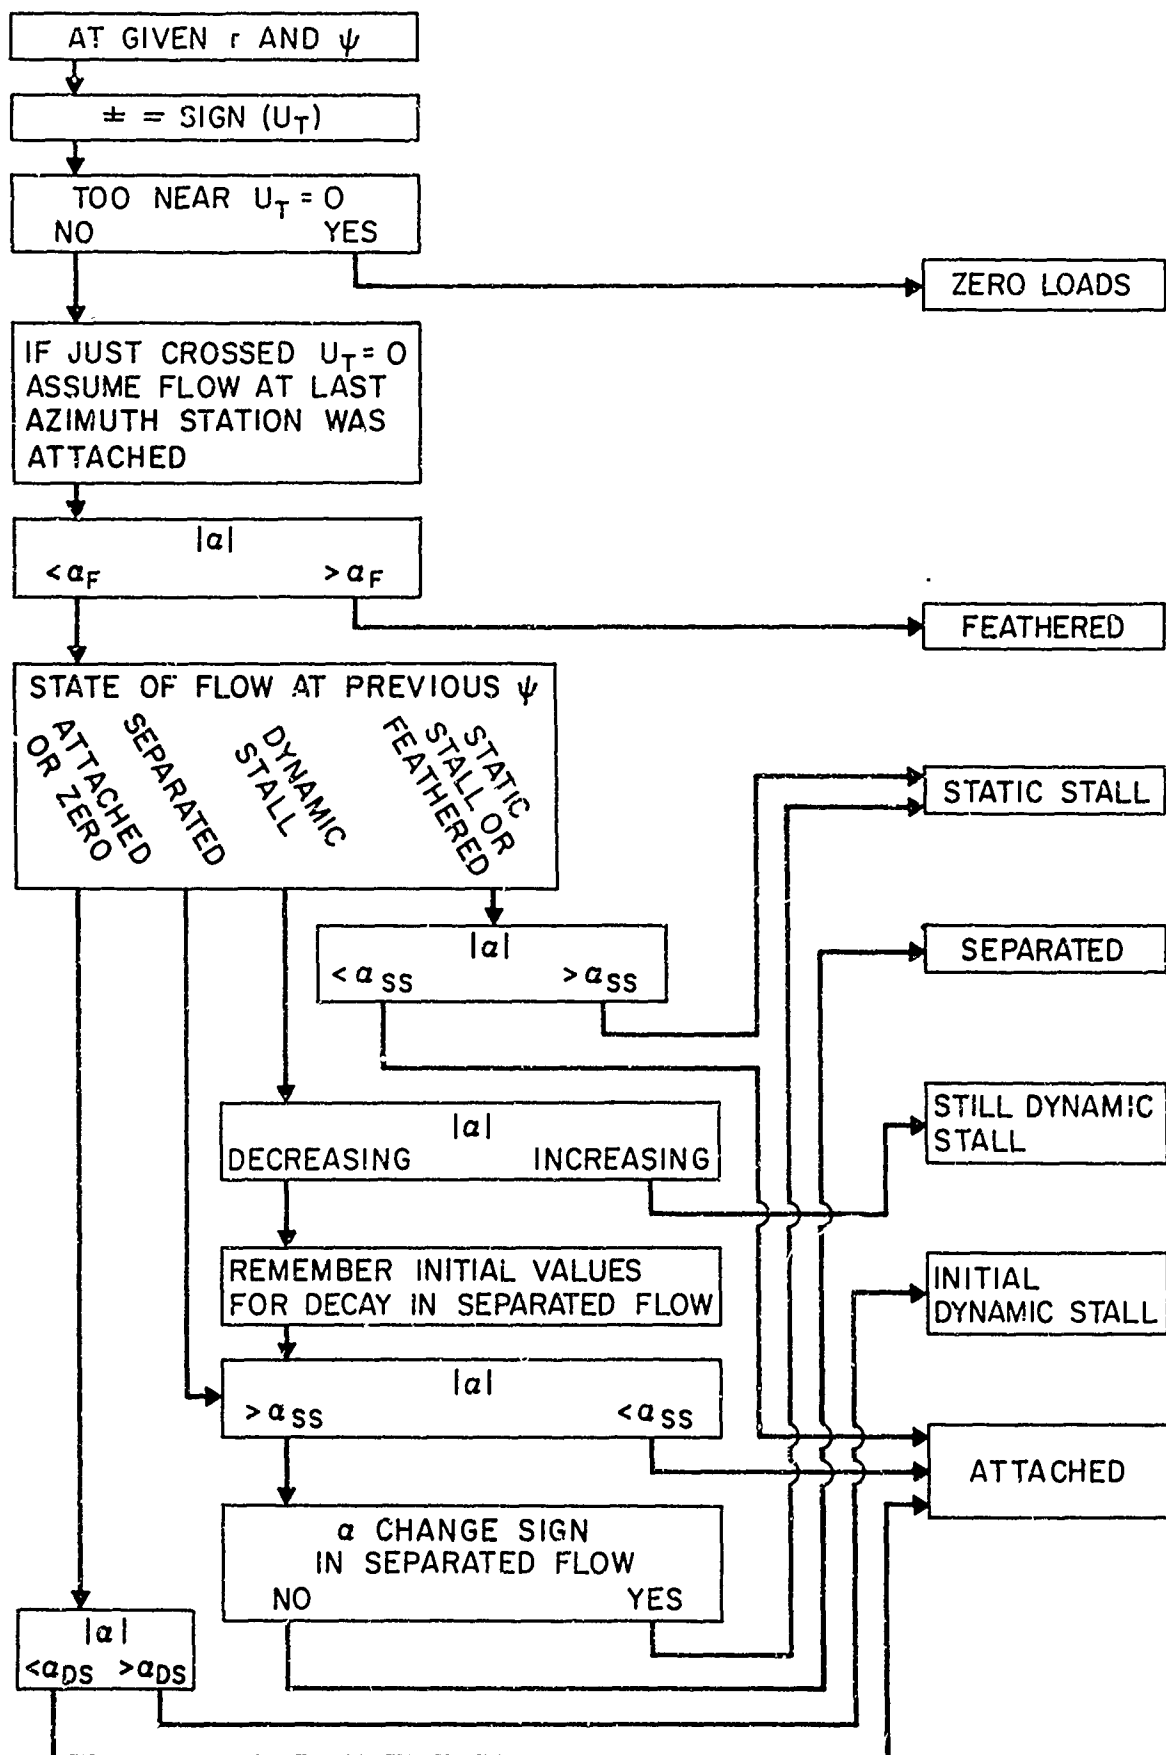 AT GIVEN r AND ψ
± = SIGN (U_T)
TOO NEAR U_T = 0
NO YES
ZERO LOADS
IF JUST CROSSED U_T = 0
ASSUME FLOW AT LAST
AZIMUTH STATION WAS
ATTACHED
|α|
< α_F > α_F
FEATHERED
STATE OF FLOW AT PREVIOUS ψ
ATTACHED
OR ZERO
SEPARATED
DYNAMIC
STALL
STATIC
STALL OR
FEATHERED
STATIC STALL
|α|
< α_SS > α_SS
SEPARATED
|α|
DECREASING INCREASING
STILL DYNAMIC
STALL
REMEMBER INITIAL VALUES
FOR DECAY IN SEPARATED FLOW
INITIAL
DYNAMIC STALL
|α|
> α_SS < α_SS
ATTACHED
α CHANGE SIGN
IN SEPARATED FLOW
NO YES
|α|
<α_DS >α_DS